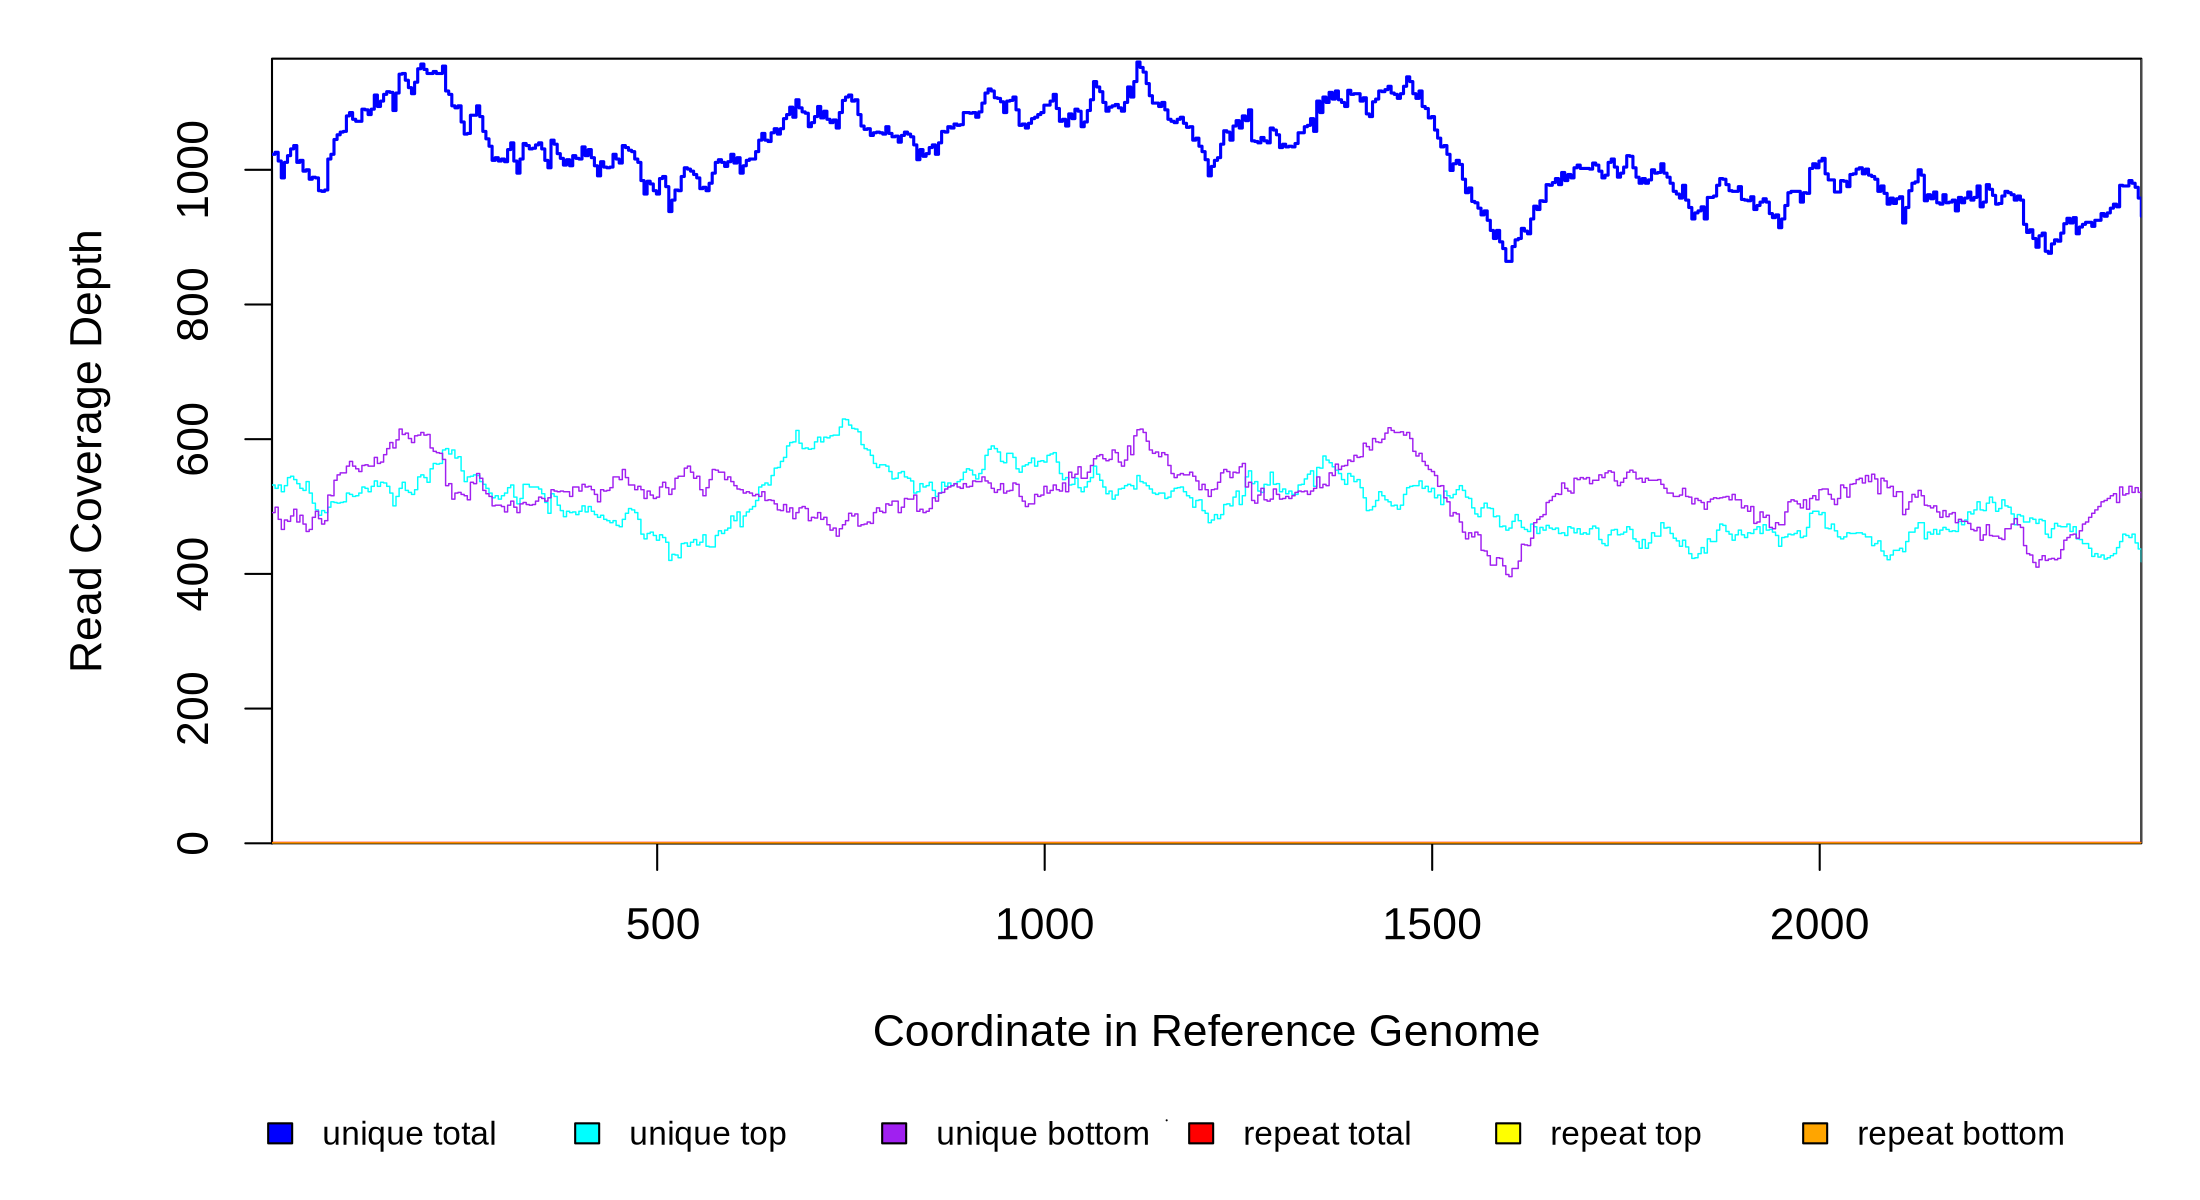 Read Coverage Depth
1000
800
600
400
200
0
500 1000 1500 2000
Coordinate in Reference Genome
unique total unique top unique bottom repeat total repeat top repeat bottom